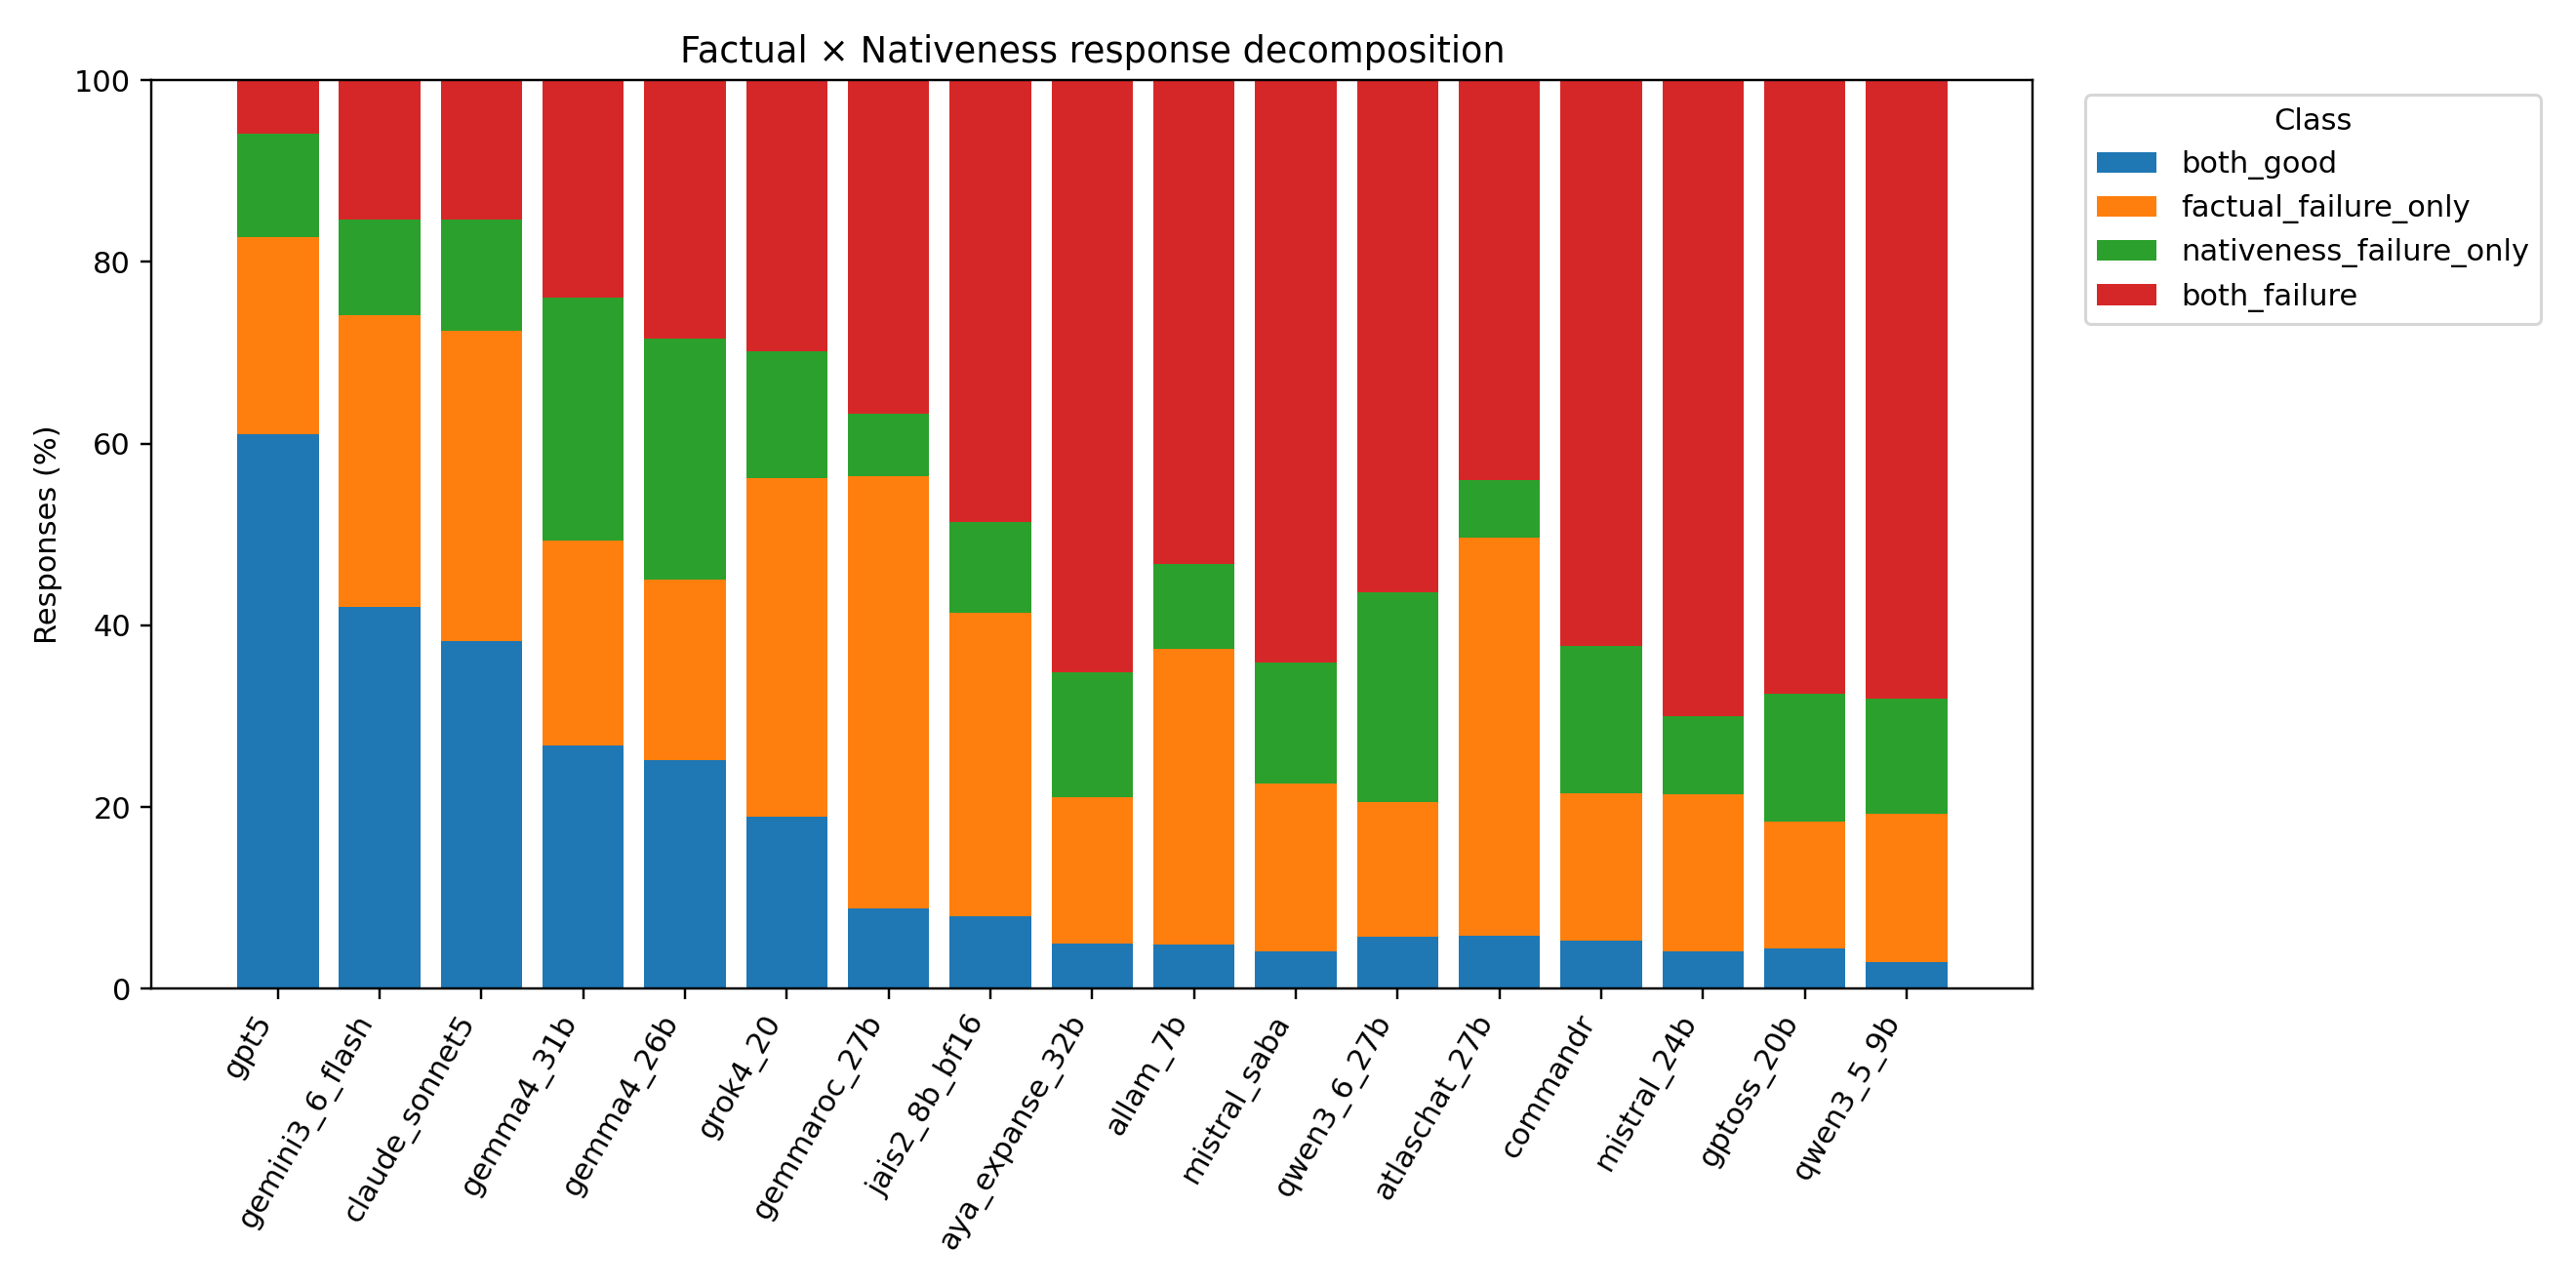 Factual × Nativeness response decomposition
Responses (%)
100
80
60
40
20
0
Class
both_good
factual_failure_only
nativeness_failure_only
both_failure
gpt5
gemini3_6_flash
claude_sonnet5
gemma4_31b
gemma4_26b
grok4_20
gemmaroc_27b
jais2_8b_bf16
aya_expanse_32b
allam_7b
mistral_saba
qwen3_6_27b
atlaschat_27b
commandr
mistral_24b
gptoss_20b
qwen3_5_9b